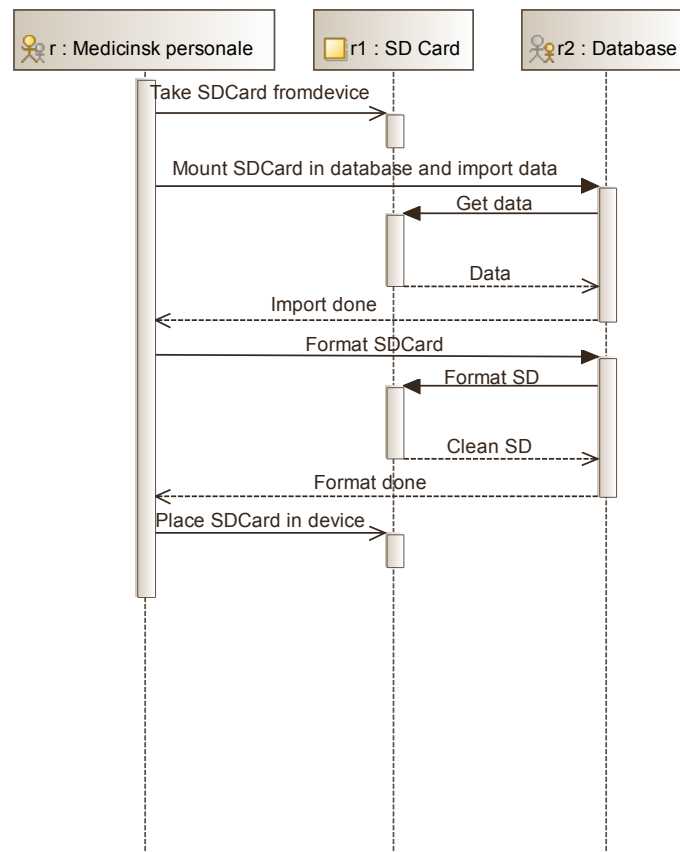 r : Medicinsk personale
r1 : SD Card
r2 : Database
Take SDCard fromdevice
Mount SDCard in database and import data
Get data
Data
Import done
Format SDCard
Format SD
Clean SD
Format done
Place SDCard in device